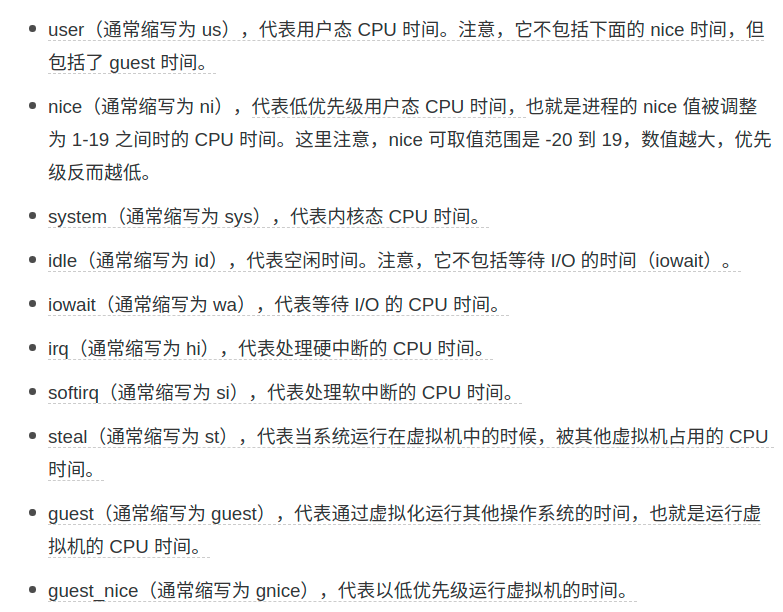 user（通常缩写为 us），代表用户态 CPU 时间。注意，它不包括下面的 nice 时间，但
包括了 guest 时间。
nice（通常缩写为 ni），代表低优先级用户态 CPU 时间，也就是进程的 nice 值被调整
为 1-19 之间时的 CPU 时间。这里注意，nice 可取值范围是 -20 到 19，数值越大，优先
级反而越低。
system（通常缩写为 sys），代表内核态 CPU 时间。
idle（通常缩写为 id），代表空闲时间。注意，它不包括等待 I/O 的时间（iowait）。
iowait（通常缩写为 wa），代表等待 I/O 的 CPU 时间。
irq（通常缩写为 hi），代表处理硬中断的 CPU 时间。
softirq（通常缩写为 si），代表处理软中断的 CPU 时间。
steal（通常缩写为 st），代表当系统运行在虚拟机中的时候，被其他虚拟机占用的 CPU
时间。
guest（通常缩写为 guest），代表通过虚拟化运行其他操作系统的时间，也就是运行虚
拟机的 CPU 时间。
guest_nice（通常缩写为 gnice），代表以低优先级运行虚拟机的时间。